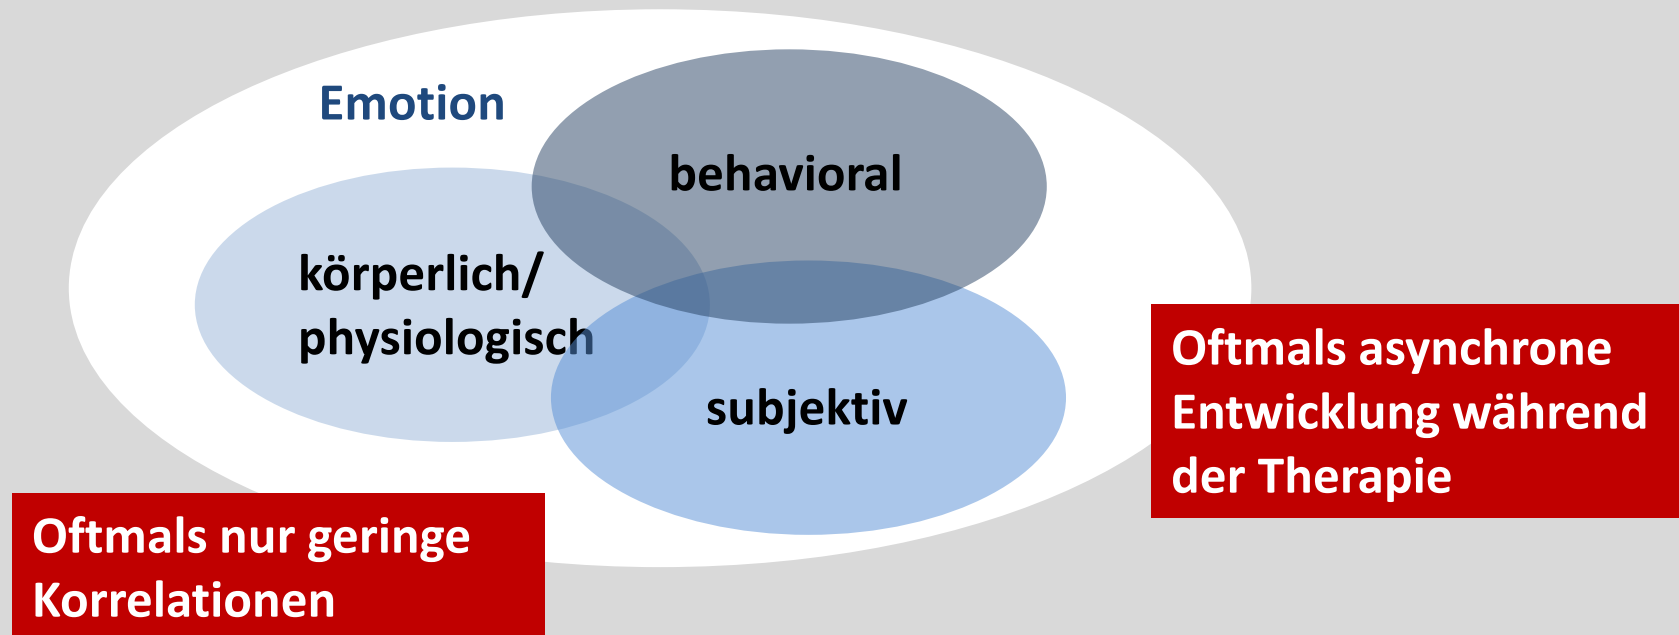 Emotion
behavioral
körperlich/
physiologisch
subjektiv
Oftmals asynchrone
Entwicklung während
der Therapie
Oftmals nur geringe
Korrelationen